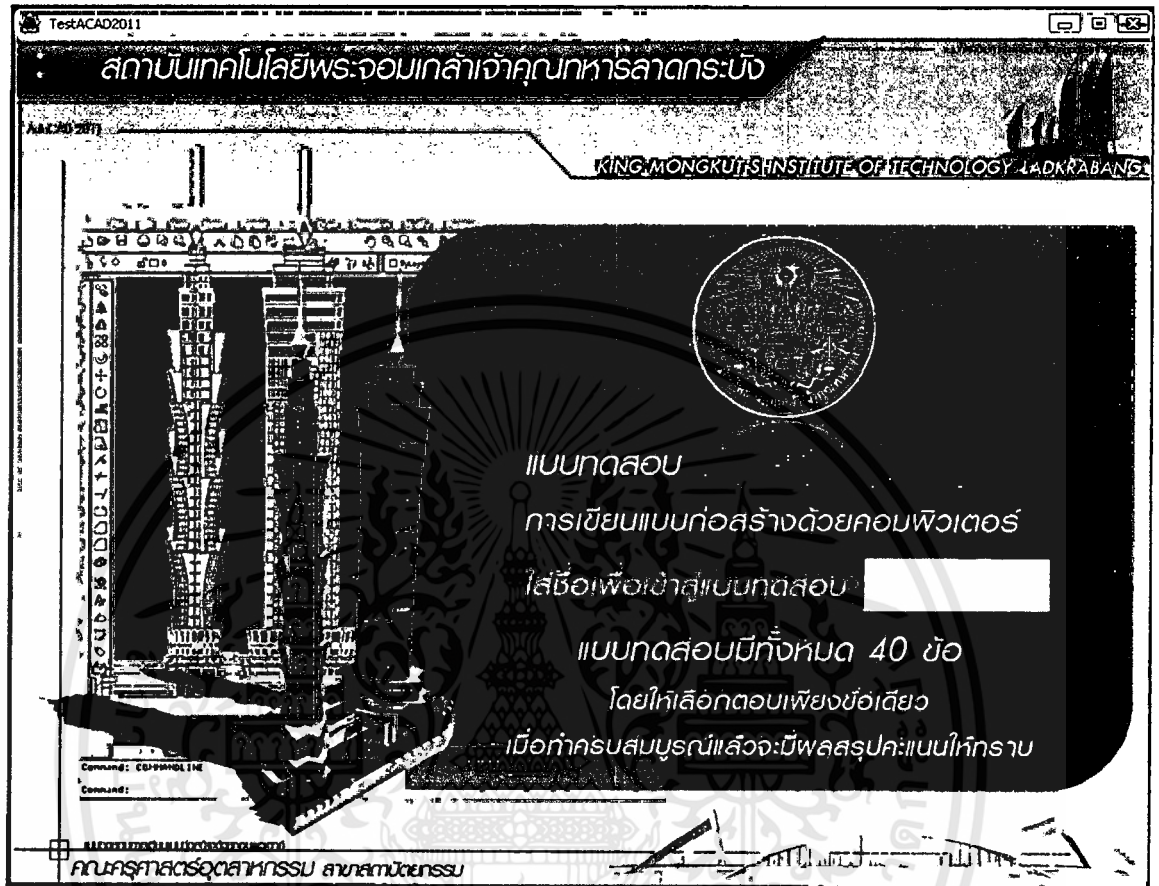 TestACAD2011
สถาบันเทคโนโลยีพระจอมเกล้าเจ้าคุณทหารลาดกระบัง
AutoCAD 2011
KING MONGKUT'S INSTITUTE OF TECHNOLOGY LADKRABANG
แบบทดสอบ
การเขียนแบบก่อสร้างด้วยคอมพิวเตอร์
ใส่ชื่อเพื่อเข้าสู่แบบทดสอบ
แบบทดสอบมีทั้งหมด 40 ข้อ
โดยให้เลือกตอบเพียงข้อเดียว
เมื่อทำครบสมบูรณ์แล้วจะมีผลสรุปคะแนนให้ทราบ
Command: COMMANDLINE
Command:
คณะครุศาสตร์อุตสาหกรรม สาขาสถาปัตยกรรม